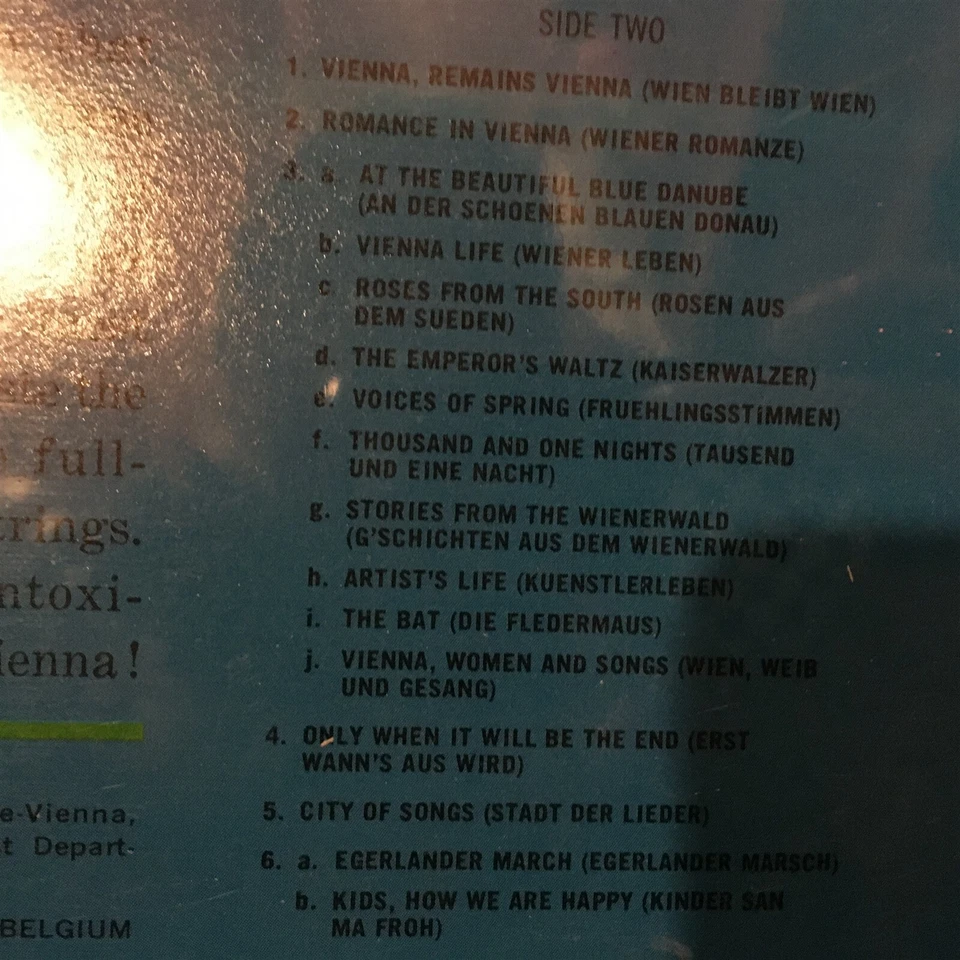 ate the
full-
trings.
ntoxi-
ienna!
e-Vienna,
t Depart-
BELGIUM
SIDE TWO
1. VIENNA, REMAINS VIENNA (WIEN BLEIBT WIEN)
2. ROMANCE IN VIENNA (WIENER ROMANZE)
3. a. AT THE BEAUTIFUL BLUE DANUBE
(AN DER SCHOENEN BLAUEN DONAU)
b. VIENNA LIFE (WIENER LEBEN)
c. ROSES FROM THE SOUTH (ROSEN AUS
DEM SUEDEN)
d. THE EMPEROR'S WALTZ (KAISERWALZER)
e. VOICES OF SPRING (FRUEHLINGSSTIMMEN)
f. THOUSAND AND ONE NIGHTS (TAUSEND
UND EINE NACHT)
g. STORIES FROM THE WIENERWALD
(G'SCHICHTEN AUS DEM WIENERWALD)
h. ARTIST'S LIFE (KUENSTLERLEBEN)
i. THE BAT (DIE FLEDERMAUS)
j. VIENNA, WOMEN AND SONGS (WIEN, WEIB
UND GESANG)
4. ONLY WHEN IT WILL BE THE END (ERST
WANN'S AUS WIRD)
5. CITY OF SONGS (STADT DER LIEDER)
6. a. EGERLANDER MARCH (EGERLANDER MARSCH)
b. KIDS, HOW WE ARE HAPPY (KINDER SAN
MA FROH)